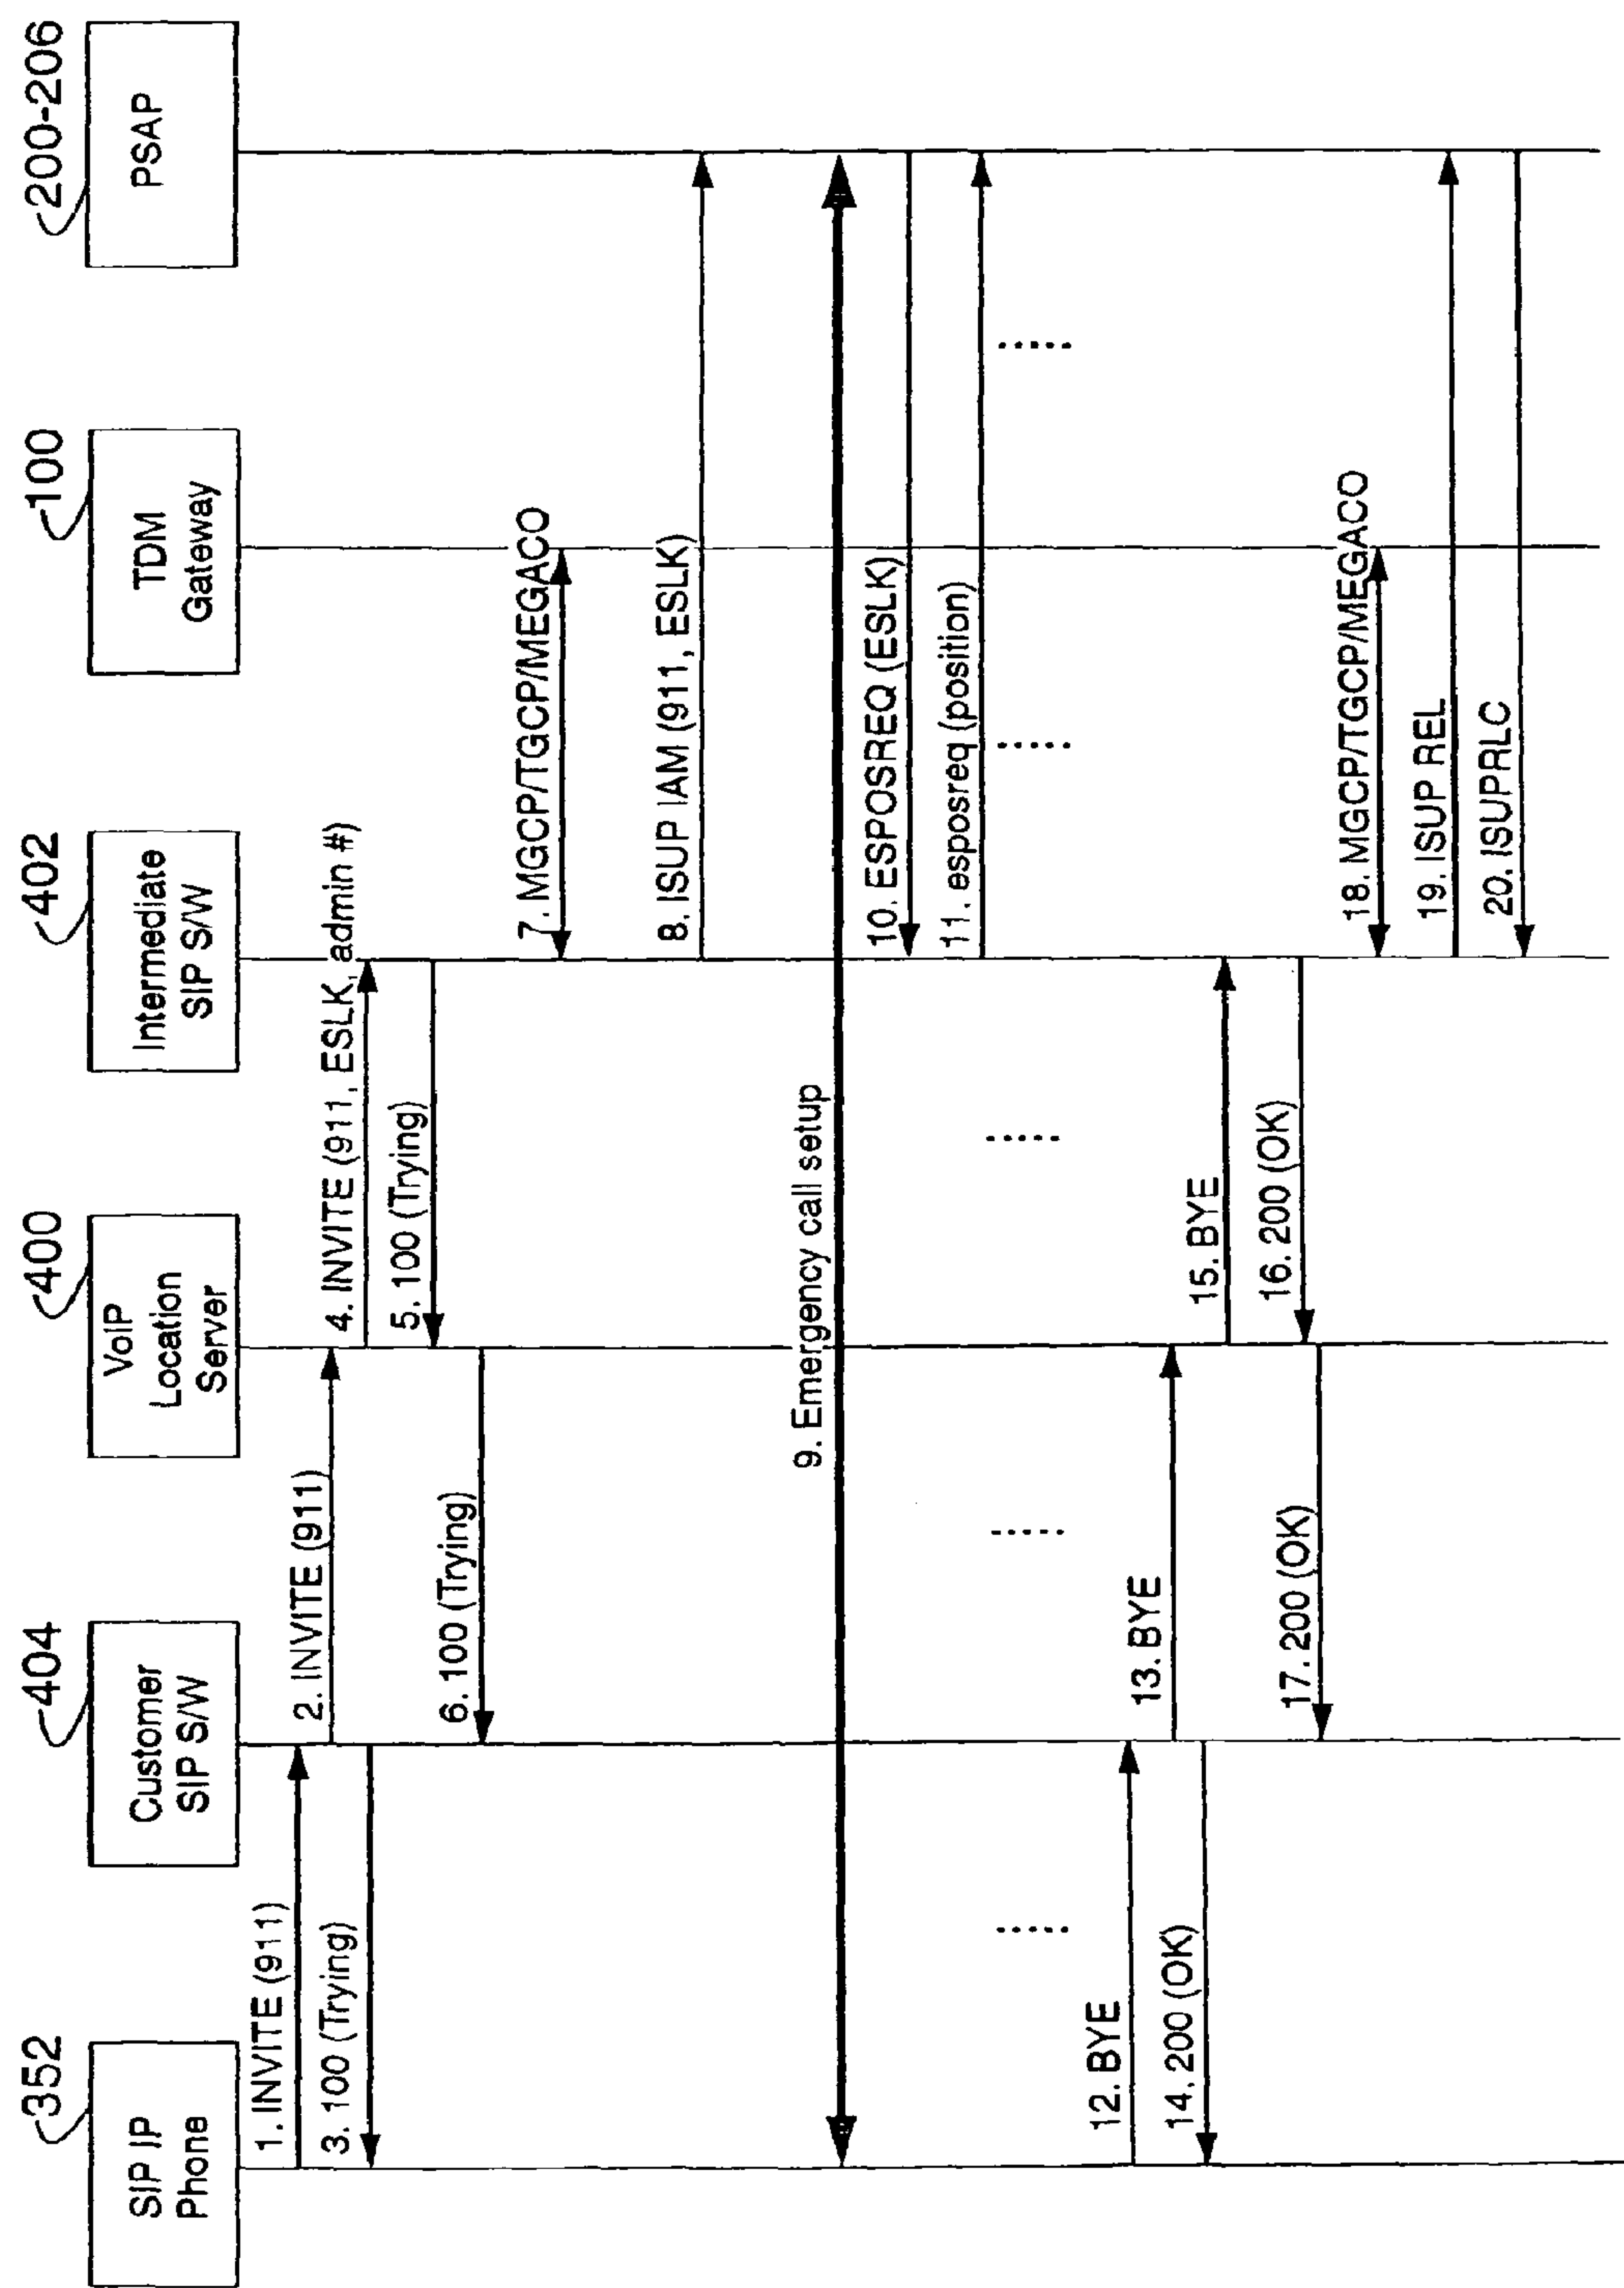 352
SIP IP
Phone
404
Customer
SIP S/W
400
VoIP
Location
Server
402
Intermediate
SIP S/W
100
TDM
Gateway
200-206
PSAP
1. INVITE (911)
2. INVITE (911)
3. 100 (Trying)
4. INVITE (911, ESLK, admin #)
5. 100 (Trying)
6. 100 (Trying)
7. MGCP/TGCP/MEGACO
8. ISUP IAM (911, ESLK)
9. Emergency call setup
10. ESPOSREQ (ESLK)
11. esposreq (position)
12. BYE
13. BYE
14. 200 (OK)
15. BYE
16. 200 (OK)
17. 200 (OK)
18. MGCP/TGCP/MEGACO
19. ISUP REL
20. ISUPRLC